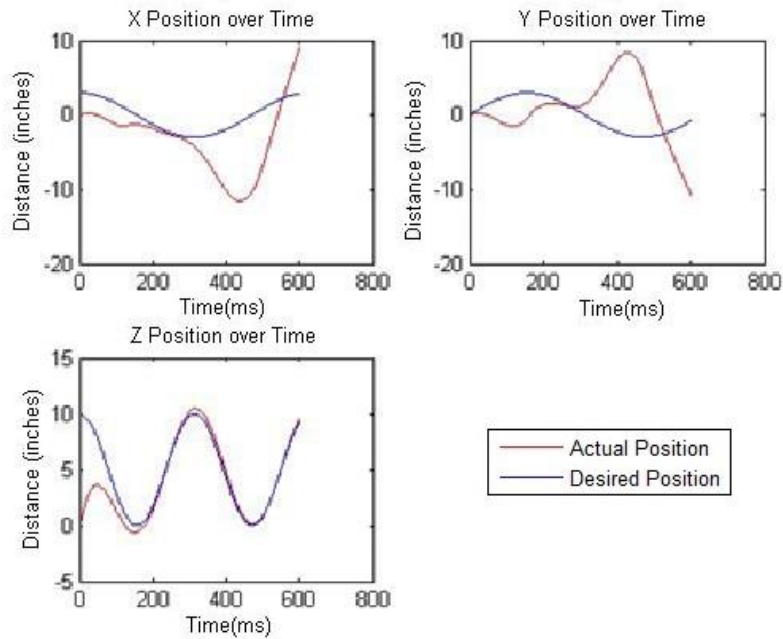 X Position over Time
Distance (inches)
10
0
-10
-20
0
200
400
600
800
Time(ms)
Y Position over Time
Distance (inches)
10
0
-10
-20
0
200
400
600
800
Time(ms)
Z Position over Time
Distance (inches)
15
10
5
0
-5
0
200
400
600
800
Time(ms)
Actual Position
Desired Position